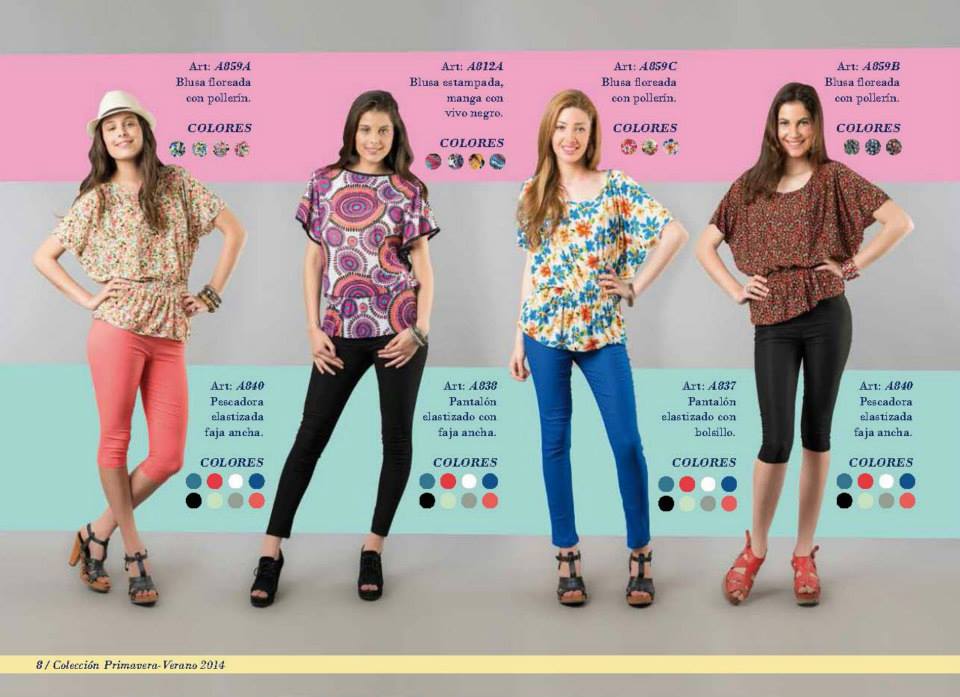 Art: A859A
Blusa floreada
con pollerín.
COLORES
Art: A812A
Blusa estampada,
manga con
vivo negro.
COLORES
Art: A859C
Blusa floreada
con pollerín.
COLORES
Art: A859B
Blusa floreada
con pollerín.
COLORES
Art: A840
Pescadora
elastizada
faja ancha.
COLORES
Art: A838
Pantalón
elastizado con
faja ancha.
COLORES
Art: A837
Pantalón
elastizado con
bolsillo.
COLORES
Art: A840
Pescadora
elastizada
faja ancha.
COLORES
8 / Colección Primavera-Verano 2014